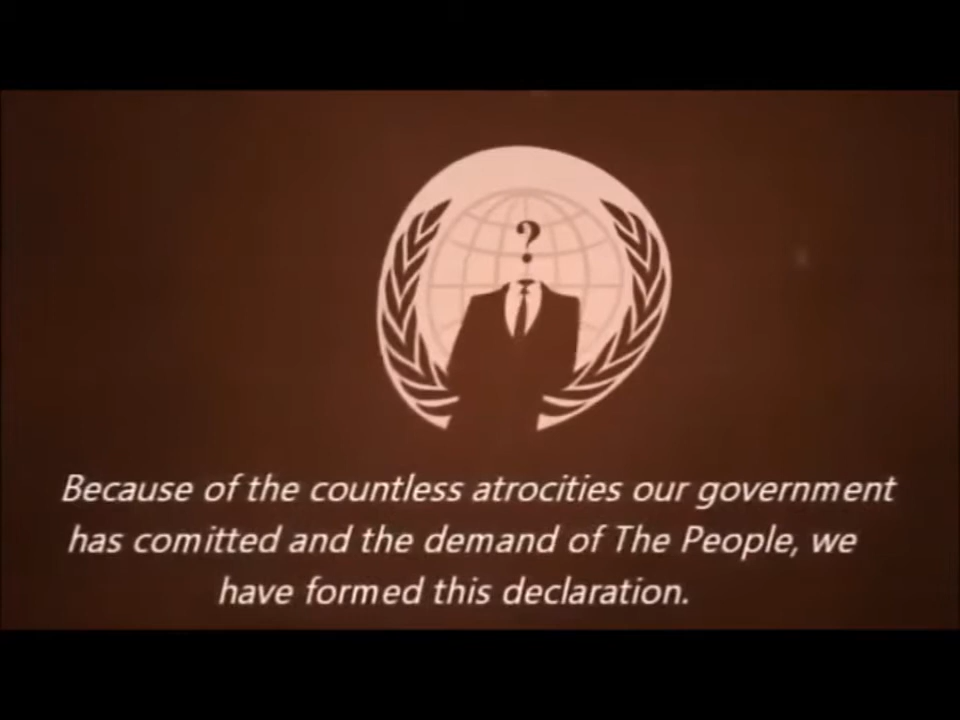 ?
Because of the countless atrocities our government
has comitted and the demand of The People, we
have formed this declaration.